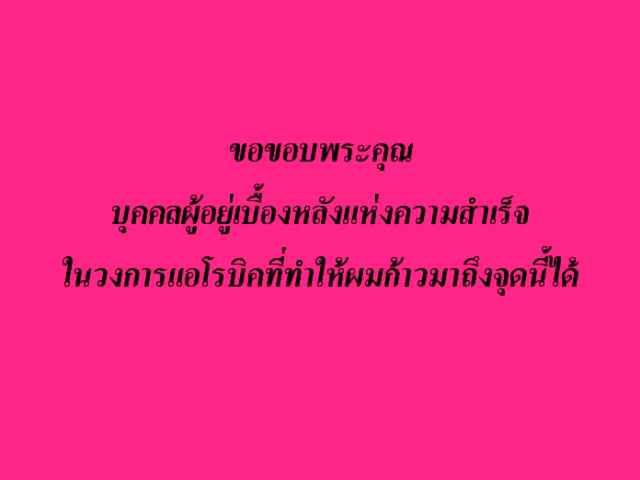 ขอขอบพระคุณ
บุคคลผู้อยู่เบื้องหลังแห่งความสำเร็จ
ในวงการแอโรบิคที่ทำให้ผมก้าวมาถึงจุดนี้ได้